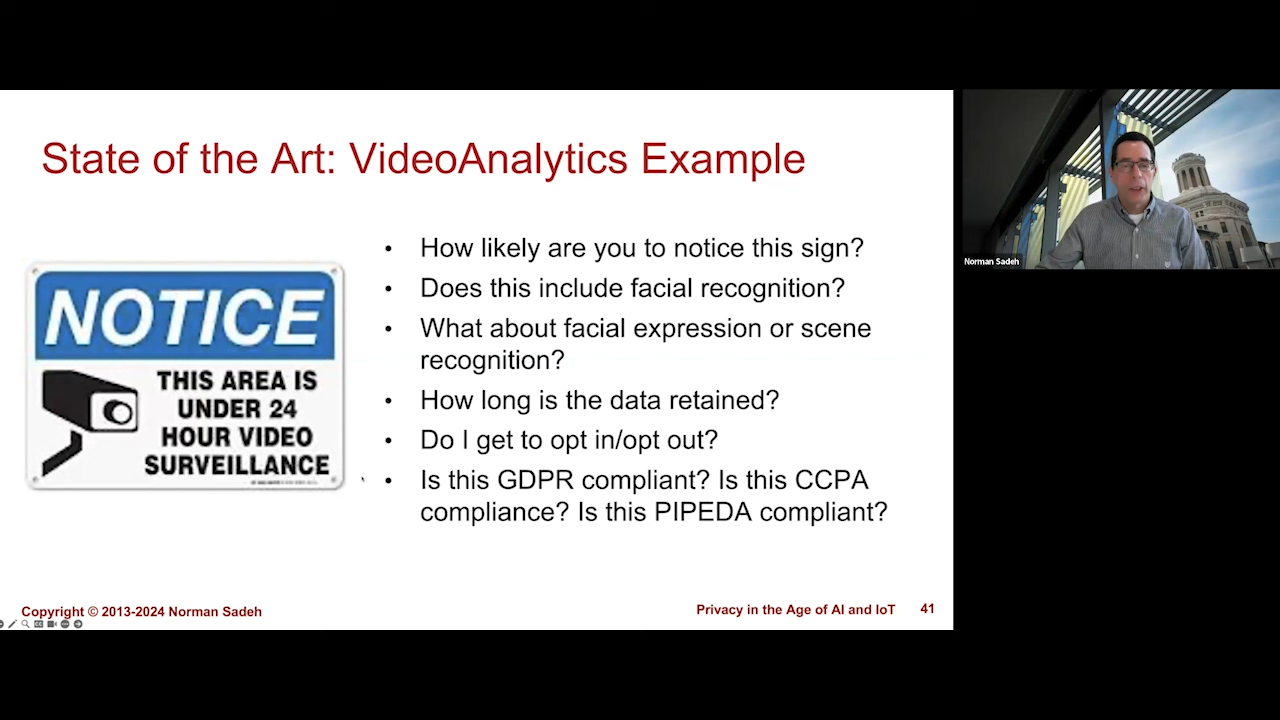 State of the Art: VideoAnalytics Example
NOTICE
THIS AREA IS
UNDER 24
HOUR VIDEO
SURVEILLANCE
• How likely are you to notice this sign?
• Does this include facial recognition?
• What about facial expression or scene
recognition?
• How long is the data retained?
• Do I get to opt in/opt out?
• Is this GDPR compliant? Is this CCPA
compliance? Is this PIPEDA compliant?
Copyright © 2013-2024 Norman Sadeh
Privacy in the Age of AI and IoT 41
Norman Sadeh